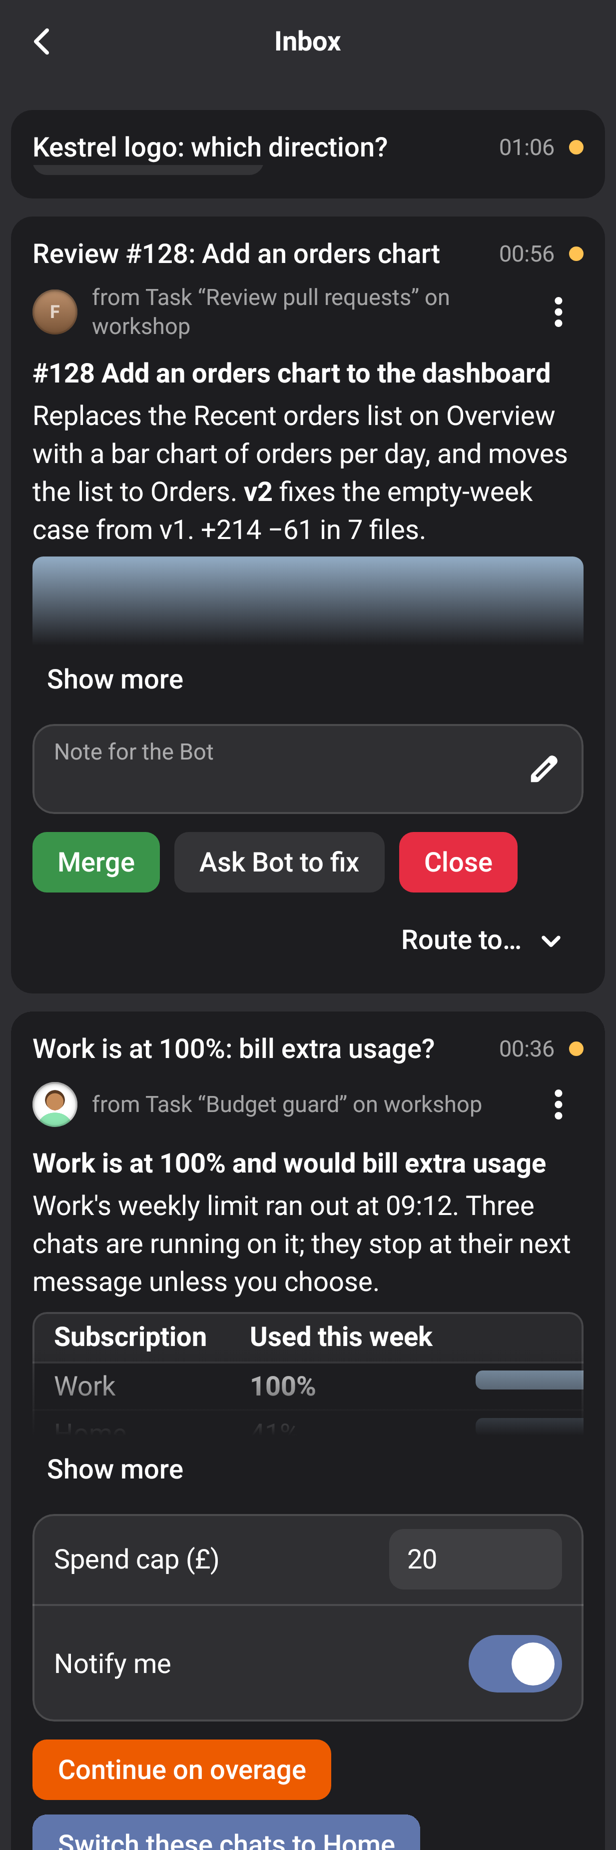 Inbox
Kestrel logo: which direction?
01:06
Review #128: Add an orders chart
00:56
F
from Task “Review pull requests” on
workshop
#128 Add an orders chart to the dashboard
Replaces the Recent orders list on Overview
with a bar chart of orders per day, and moves
the list to Orders. v2 fixes the empty-week
case from v1. +214 −61 in 7 files.
Show more
Note for the Bot
Merge
Ask Bot to fix
Close
Route to...
Work is at 100%: bill extra usage?
00:36
from Task “Budget guard” on workshop
Work is at 100% and would bill extra usage
Work's weekly limit ran out at 09:12. Three
chats are running on it; they stop at their next
message unless you choose.
Subscription Used this week
Work 100%
Home 41%
Show more
Spend cap (£) 20
Notify me
Continue on overage
Switch these chats to Home